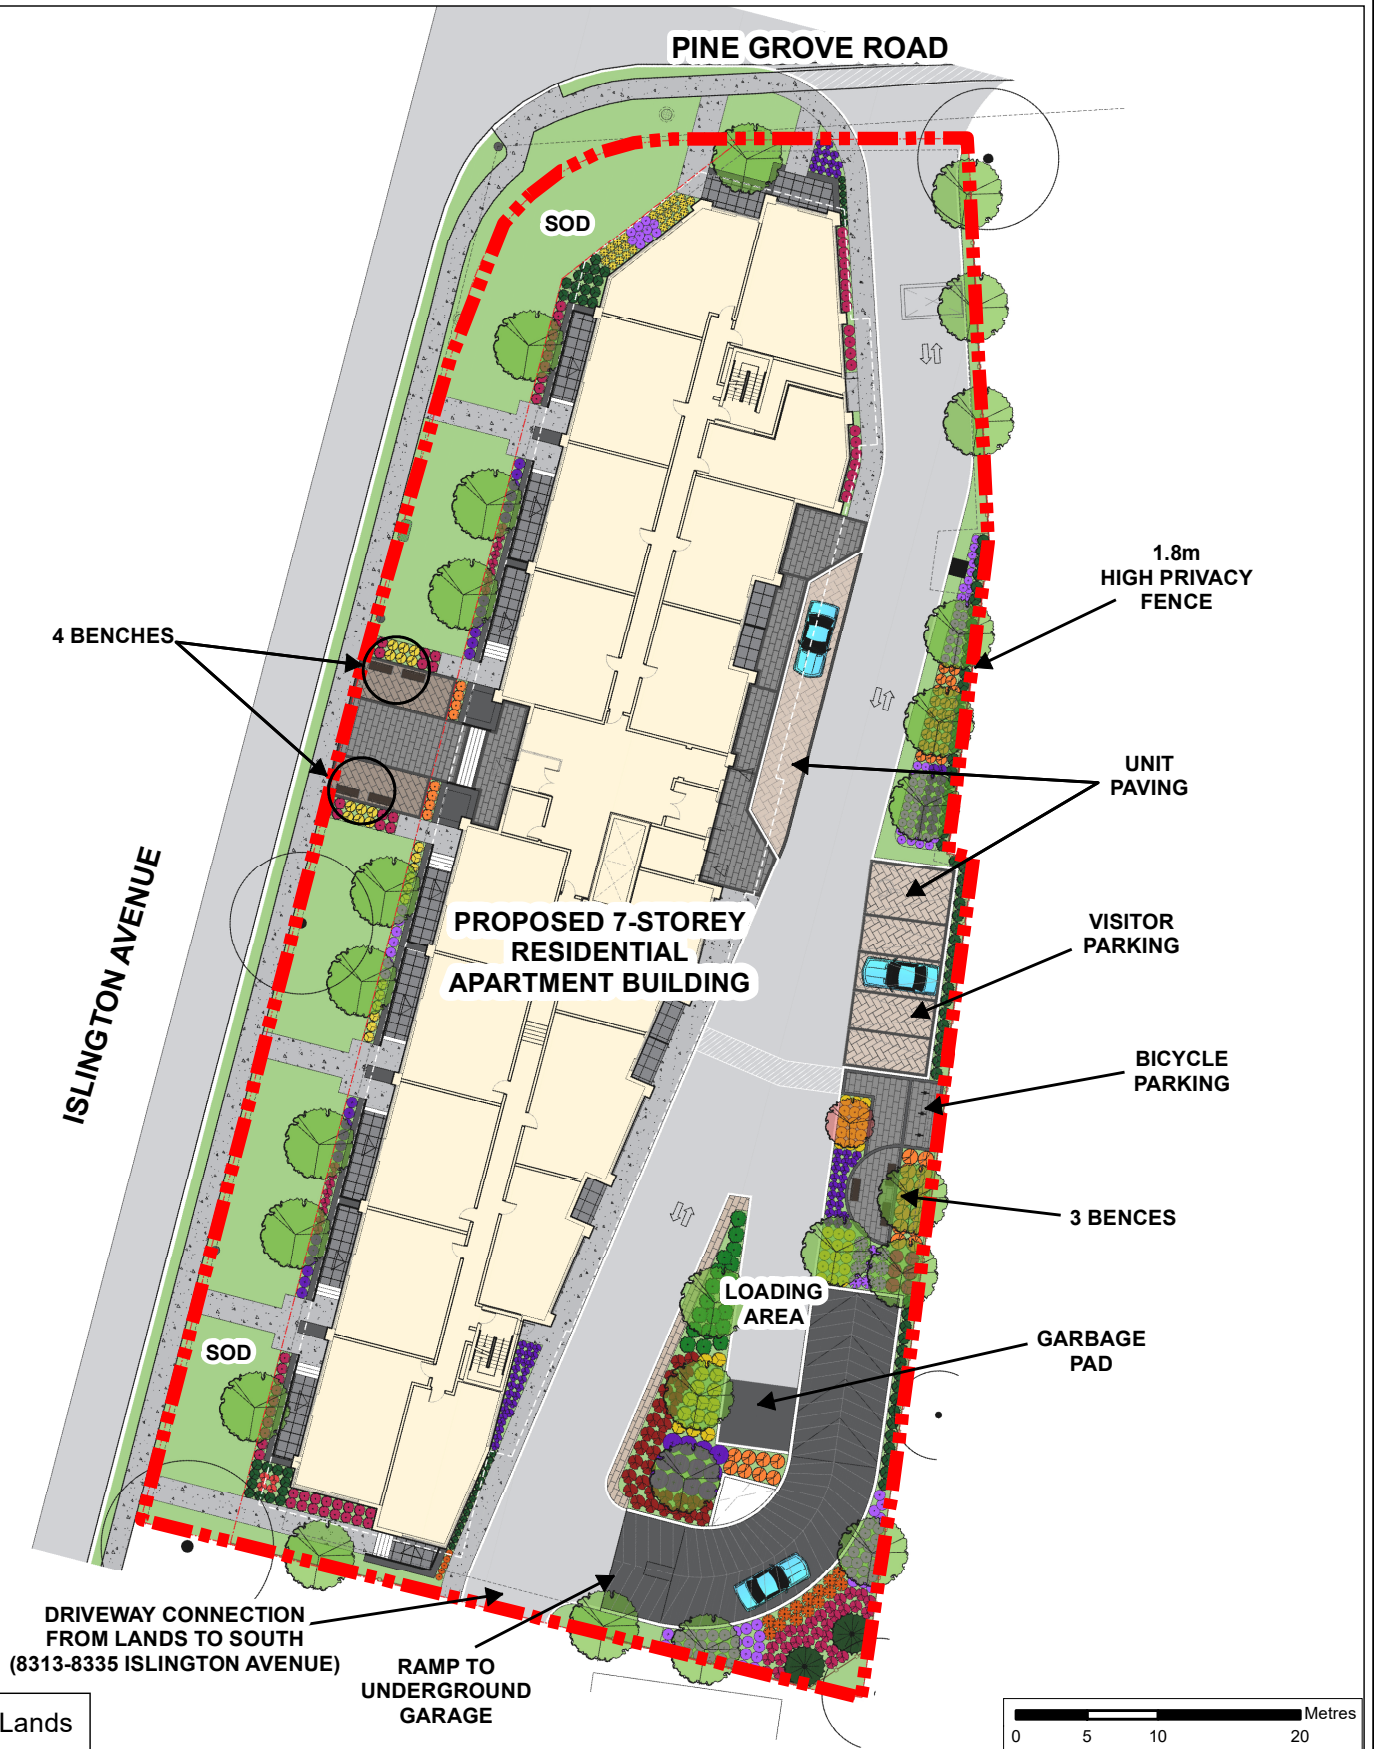 PINE GROVE ROAD
SOD
1.8m
HIGH PRIVACY
FENCE
4 BENCHES
UNIT
PAVING
ISLINGTON AVENUE
PROPOSED 7-STOREY
RESIDENTIAL
APARTMENT BUILDING
VISITOR
PARKING
BICYCLE
PARKING
3 BENCES
LOADING
AREA
GARBAGE
PAD
SOD
DRIVEWAY CONNECTION
FROM LANDS TO SOUTH
(8313-8335 ISLINGTON AVENUE)
RAMP TO
UNDERGROUND
GARAGE
Lands
Metres
0 5 10 20